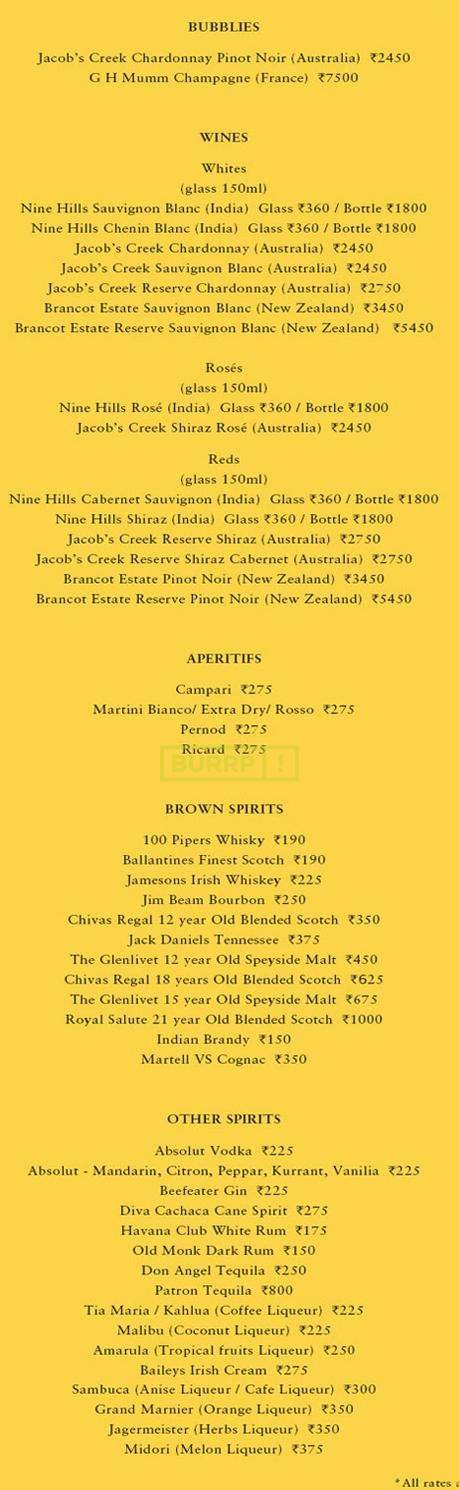 BUBBLIES
Jacob's Creek Chardonnay Pinot Noir (Australia) ₹2450
G H Mumm Champagne (France) ₹7500
WINES
Whites
(glass 150ml)
Nine Hills Sauvignon Blanc (India) Glass ₹360 / Bottle ₹1800
Nine Hills Chenin Blanc (India) Glass ₹360 / Bottle ₹1800
Jacob's Creek Chardonnay (Australia) ₹2450
Jacob's Creek Sauvignon Blanc (Australia) ₹2450
Jacob's Creek Reserve Chardonnay (Australia) ₹2750
Brancot Estate Sauvignon Blanc (New Zealand) ₹3450
Brancot Estate Reserve Sauvignon Blanc (New Zealand) ₹5450
Rosés
(glass 150ml)
Nine Hills Rosé (India) Glass ₹360 / Bottle ₹1800
Jacob's Creek Shiraz Rosé (Australia) ₹2450
Reds
(glass 150ml)
Nine Hills Cabernet Sauvignon (India) Glass ₹360 / Bottle ₹1800
Nine Hills Shiraz (India) Glass ₹360 / Bottle ₹1800
Jacob's Creek Reserve Shiraz (Australia) ₹2750
Jacob's Creek Reserve Shiraz Cabernet (Australia) ₹2750
Brancot Estate Pinot Noir (New Zealand) ₹3450
Brancot Estate Reserve Pinot Noir (New Zealand) ₹5450
APERITIFS
Campari ₹275
Martini Bianco/ Extra Dry/ Rosso ₹275
Pernod ₹275
Ricard ₹275
BURRP!
BROWN SPIRITS
100 Pipers Whisky ₹190
Ballantines Finest Scotch ₹190
Jamesons Irish Whiskey ₹225
Jim Beam Bourbon ₹250
Chivas Regal 12 year Old Blended Scotch ₹350
Jack Daniels Tennessee ₹375
The Glenlivet 12 year Old Speyside Malt ₹450
Chivas Regal 18 years Old Blended Scotch ₹625
The Glenlivet 15 year Old Speyside Malt ₹675
Royal Salute 21 year Old Blended Scotch ₹1000
Indian Brandy ₹150
Martell VS Cognac ₹350
OTHER SPIRITS
Absolut Vodka ₹225
Absolut - Mandarin, Citron, Peppar, Kurrant, Vanilia ₹225
Beefeater Gin ₹225
Diva Cachaca Cane Spirit ₹275
Havana Club White Rum ₹175
Old Monk Dark Rum ₹150
Don Angel Tequila ₹250
Patron Tequila ₹800
Tia Maria / Kahlua (Coffee Liqueur) ₹225
Malibu (Coconut Liqueur) ₹225
Amarula (Tropical fruits Liqueur) ₹250
Baileys Irish Cream ₹275
Sambuca (Anise Liqueur / Cafe Liqueur) ₹300
Grand Marnier (Orange Liqueur) ₹350
Jagermeister (Herbs Liqueur) ₹350
Midori (Melon Liqueur) ₹375
*All rates